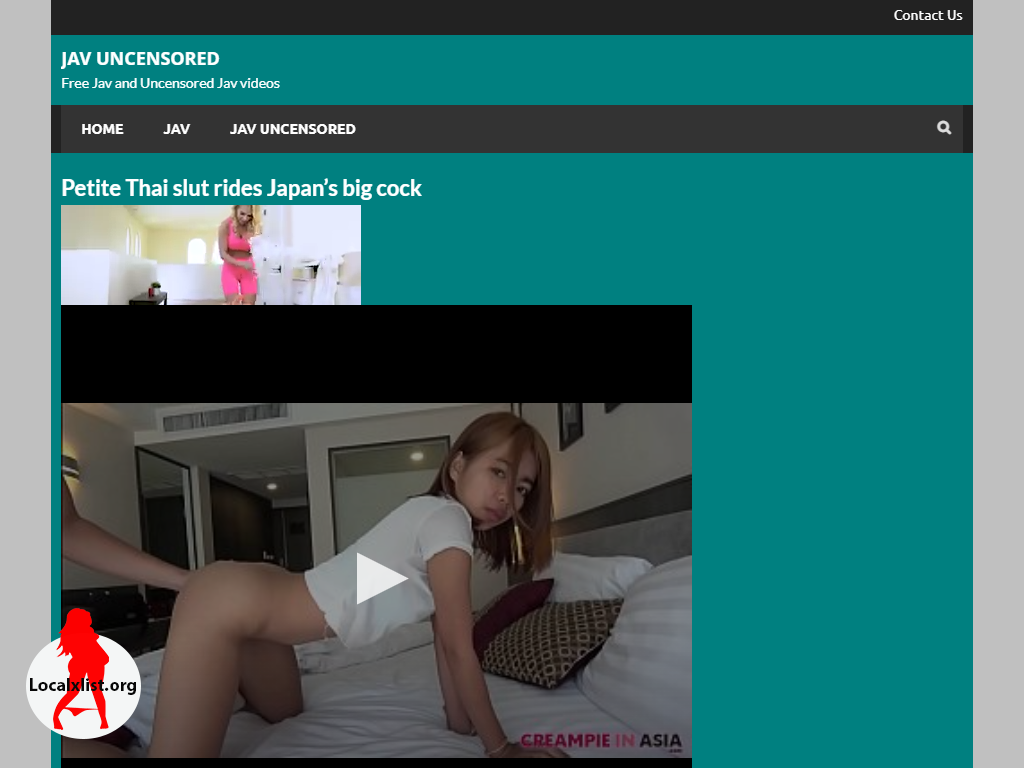 Contact Us
JAV UNCENSORED
Free Jav and Uncensored Jav videos
HOME JAV JAV UNCENSORED
Petite Thai slut rides Japan's big cock
Localxlist.org
CREAMPIE IN ASIA